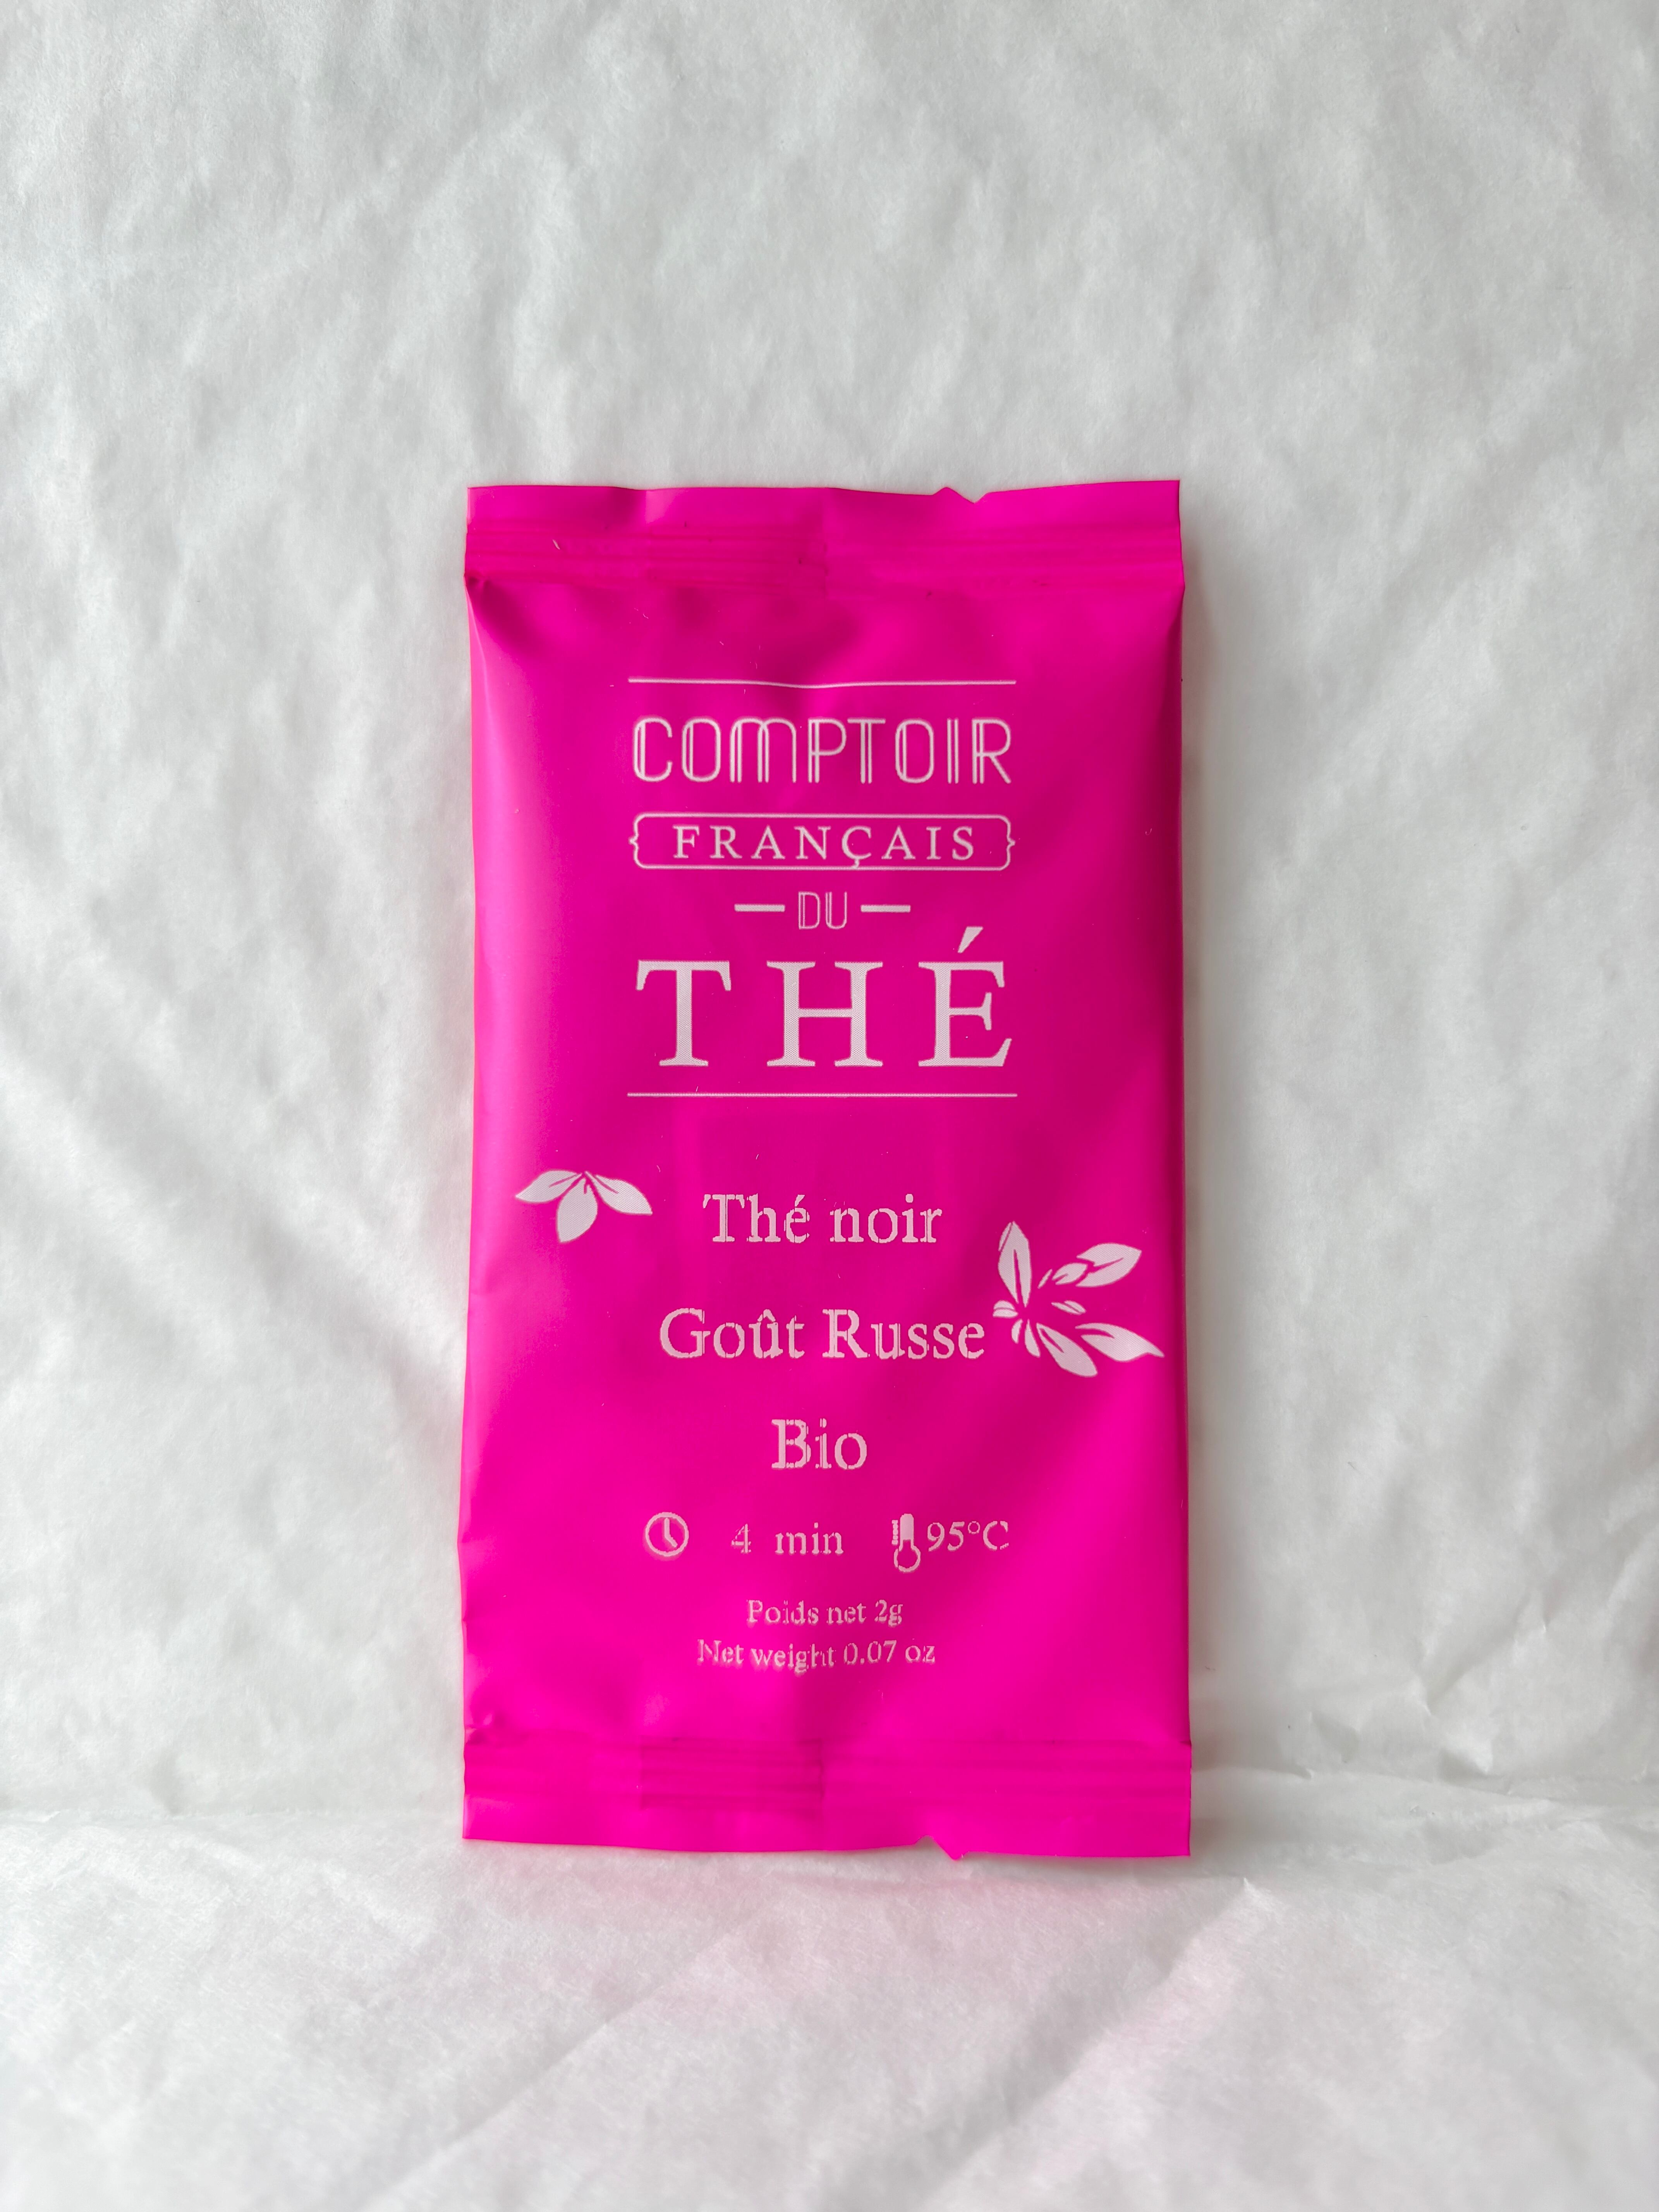 COMPTOIR
FRANÇAIS
DU
THÉ
Thé noir
Goût Russe
Bio
4 min 95°C
Poids net 2g
Net weight 0.07 oz